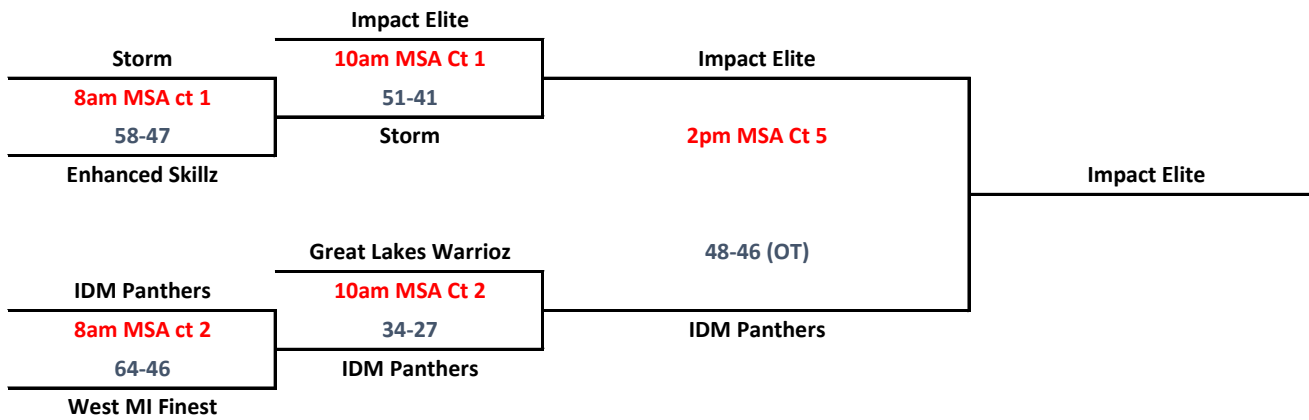 Impact Elite
Storm
10am MSA Ct 1
Impact Elite
8am MSA ct 1
51-41
58-47
Storm
2pm MSA Ct 5
Enhanced Skillz
Impact Elite
Great Lakes Warrioz
48-46 (OT)
IDM Panthers
10am MSA Ct 2
8am MSA ct 2
34-27
IDM Panthers
64-46
IDM Panthers
West MI Finest